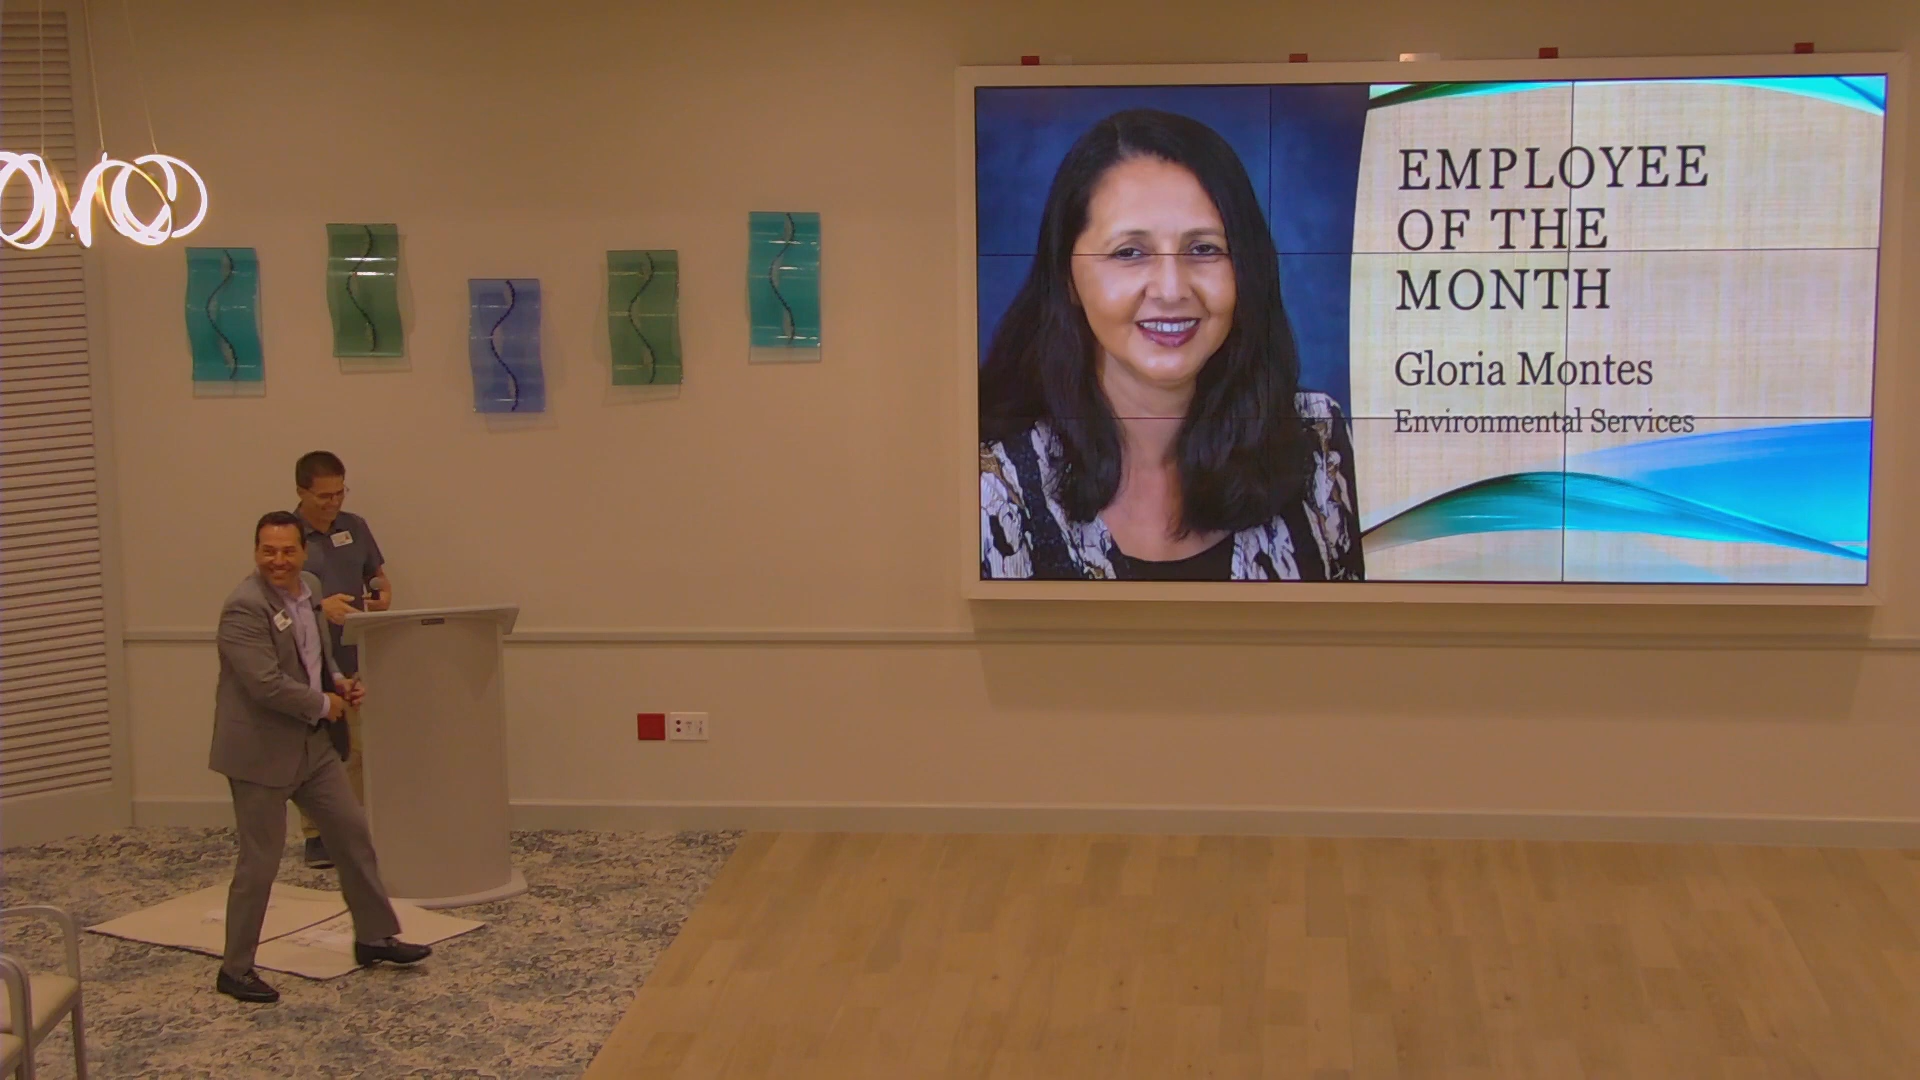 EMPLOYEE
OF THE
MONTH
Gloria Montes
Environmental Services